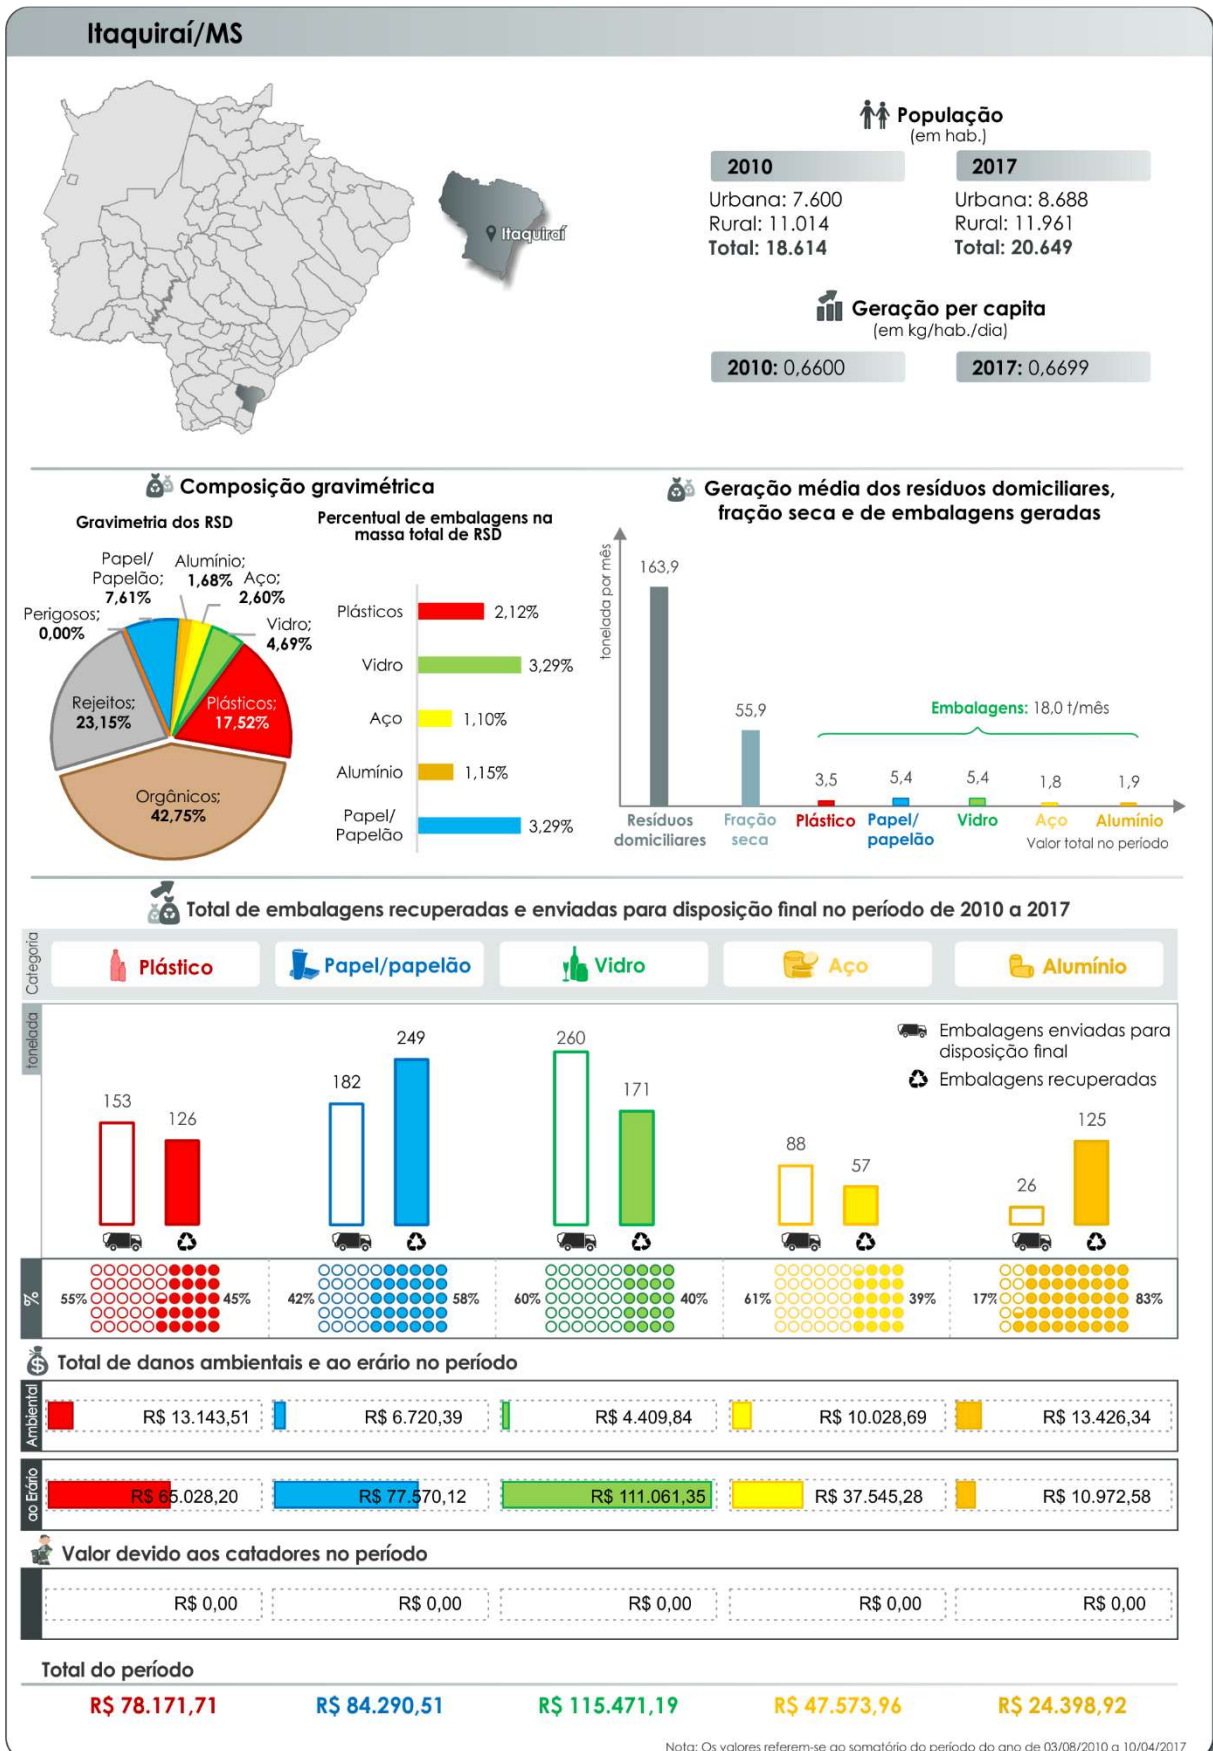 Itaquiraí/MS
Itaquiraí
População
(em hab.)
2010
2017
Urbana: 7.600
Rural: 11.014
Total: 18.614
Urbana: 8.688
Rural: 11.961
Total: 20.649
Geração per capita
(em kg/hab./dia)
2010: 0,6600
2017: 0,6699
Composição gravimétrica
Gravimetria dos RSD
Papel/
Papelão;
7,61%
Alumínio;
1,68%
Aço;
2,60%
Perigosos;
0,00%
Vidro;
4,69%
Rejeitos;
23,15%
Plásticos;
17,52%
Orgânicos;
42,75%
Percentual de embalagens na
massa total de RSD
Plásticos 2,12%
Vidro 3,29%
Aço 1,10%
Alumínio 1,15%
Papel/
Papelão 3,29%
Geração média dos resíduos domiciliares,
fração seca e de embalagens geradas
tonelada por mês
163,9
55,9
Embalagens: 18,0 t/mês
3,5 5,4 5,4 1,8 1,9
Resíduos
domiciliares
Fração
seca
Plástico
Papel/
papelão
Vidro
Aço
Alumínio
Valor total no período
Total de embalagens recuperadas e enviadas para disposição final no período de 2010 a 2017
Categoria
Plástico
Papel/papelão
Vidro
Aço
Alumínio
tonelada
153 126
182 249
260 171
88 57
26 125
Embalagens enviadas para
disposição final
Embalagens recuperadas
%
55% 45%
42% 58%
60% 40%
61% 39%
17% 83%
Total de danos ambientais e ao erário no período
Ambiental
R$ 13.143,51
R$ 6.720,39
R$ 4.409,84
R$ 10.028,69
R$ 13.426,34
ao Erário
R$ 65.028,20
R$ 77.570,12
R$ 111.061,35
R$ 37.545,28
R$ 10.972,58
Valor devido aos catadores no período
R$ 0,00
R$ 0,00
R$ 0,00
R$ 0,00
R$ 0,00
Total do período
R$ 78.171,71
R$ 84.290,51
R$ 115.471,19
R$ 47.573,96
R$ 24.398,92
Nota: Os valores referem-se ao somatório do período do ano de 03/08/2010 a 10/04/2017